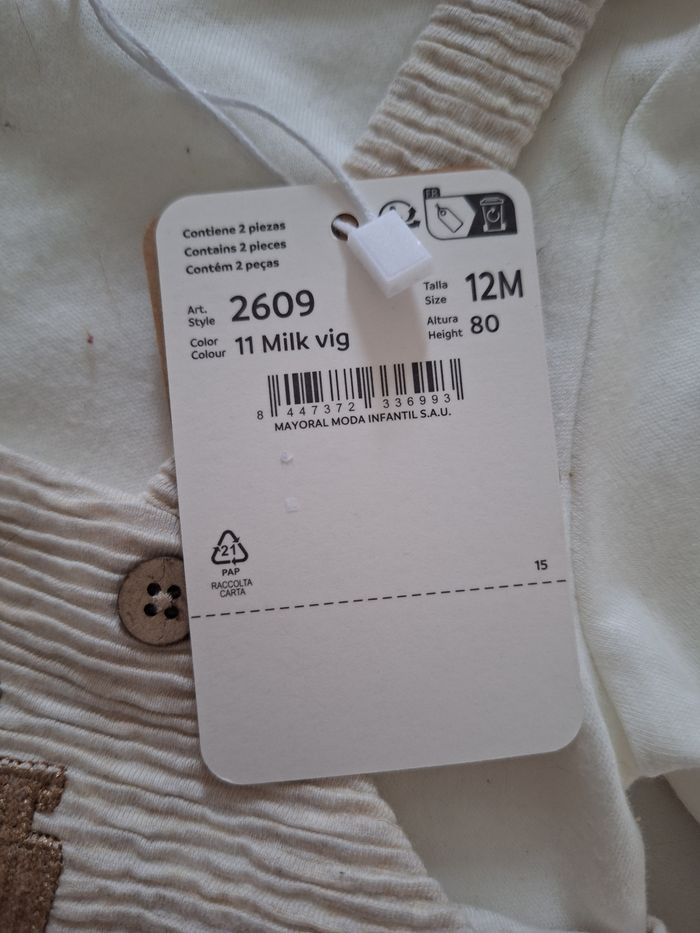 Contiene 2 piezas
Contains 2 pieces
Contém 2 peças
FR
Art.
Style 2609
Talla
Size 12M
Color
Colour 11 Milk vig
Altura
Height 80
8 447372 336993
MAYORAL MODA INFANTIL S.A.U.
21
PAP
RACCOLTA
CARTA
15